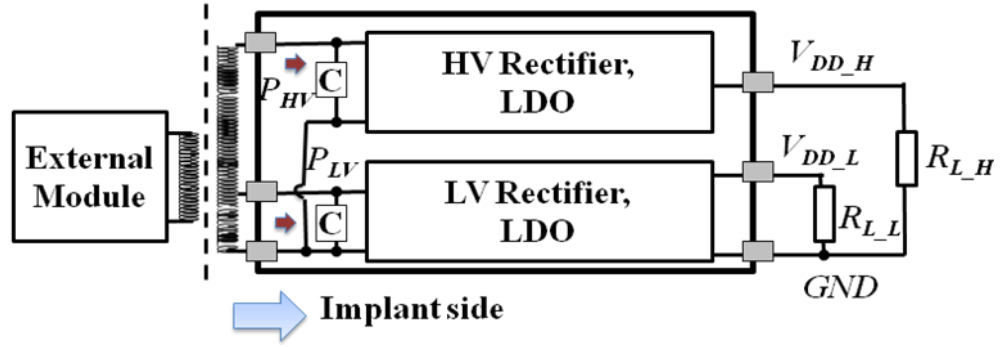 External
Module
P_HV
C
HV Rectifier,
LDO
V_DD_H
P_LV
C
LV Rectifier,
LDO
V_DD_L
R_L_H
R_L_L
GND
Implant side